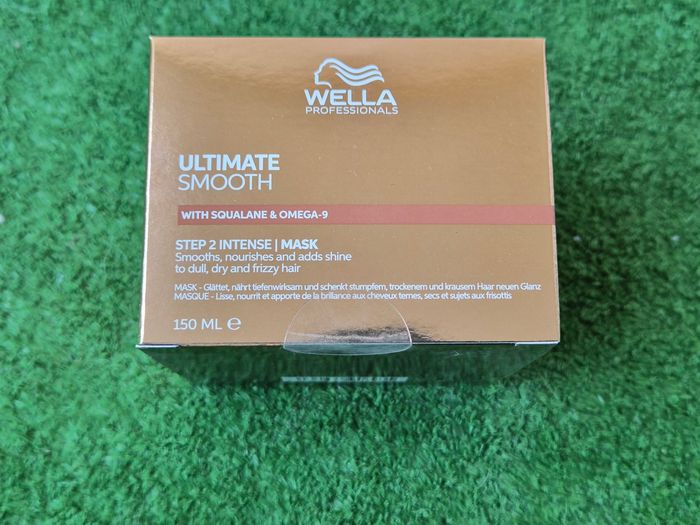 WELLA
PROFESSIONALS
ULTIMATE
SMOOTH
WITH SQUALANE & OMEGA-9
STEP 2 INTENSE | MASK
Smooths, nourishes and adds shine
to dull, dry and frizzy hair
MASK - Glättet, nährt tiefenwirksam und schenkt stumpfem, trockenem und krausem Haar neuen Glanz
MASQUE - Lisse, nourrit et apporte de la brillance aux cheveux ternes, secs et sujets aux frisottis
150 ML ℮